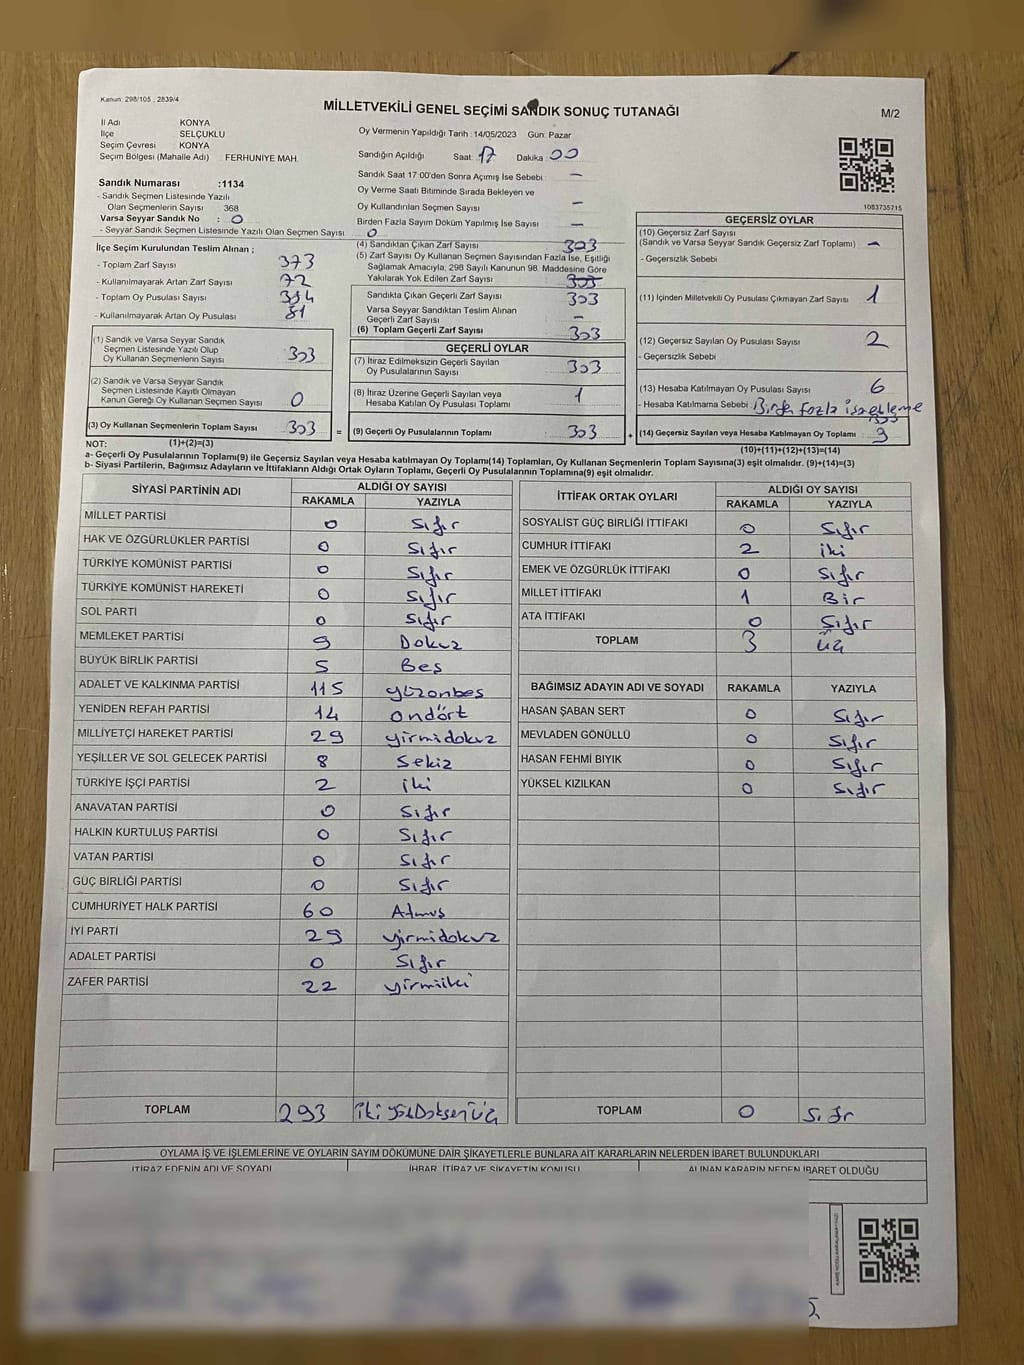 Kanun: 298/105 , 2839/4
MİLLETVEKİLİ GENEL SEÇİMİ SANDIK SONUÇ TUTANAĞI
M/2
İl Adı KONYA
İlçe SELÇUKLU
Seçim Çevresi KONYA
Seçim Bölgesi (Mahalle Adı) FERHUNİYE MAH.
Sandık Numarası :1134
- Sandık Seçmen Listesinde Yazılı
Olan Seçmenlerin Sayısı 368
Varsa Seyyar Sandık No : 0
- Seyyar Sandık Seçmen Listesinde Yazılı Olan Seçmen Sayısı 0
İlçe Seçim Kurulundan Teslim Alınan ;
- Toplam Zarf Sayısı 373
- Kullanılmayarak Artan Zarf Sayısı 72
- Toplam Oy Pusulası Sayısı
- Kullanılmayarak Artan Oy Pusulası 81
(1) Sandık ve Varsa Seyyar Sandık
Seçmen Listesinde Yazılı Olup
Oy Kullanan Seçmenlerin Sayısı 303
(2) Sandık ve Varsa Seyyar Sandık
Seçmen Listesinde Kayıtlı Olmayan
Kanun Gereği Oy Kullanan Seçmen Sayısı 0
(3) Oy Kullanan Seçmenlerin Toplam Sayısı 303
(1)+(2)=(3)
Oy Vermenin Yapıldığı Tarih : 14/05/2023 Gün: Pazar
Sandığın Açıldığı Saat: 17 Dakika 00
Sandık Saat 17:00'den Sonra Açılmış İse Sebebi : -
Oy Verme Saati Bitiminde Sırada Bekleyen ve
Oy Kullandırılan Seçmen Sayısı -
Birden Fazla Sayım Döküm Yapılmış İse Sayısı -
(4) Sandıktan Çıkan Zarf Sayısı 303
(5) Zarf Sayısı Oy Kullanan Seçmen Sayısından Fazla İse, Eşitliği
Sağlamak Amacıyla, 298 Sayılı Kanunun 98. Maddesine Göre
Yakılarak Yok Edilen Zarf Sayısı 303
Sandıkta Çıkan Geçerli Zarf Sayısı 303
Varsa Seyyar Sandıktan Teslim Alınan
Geçerli Zarf Sayısı -
(6) Toplam Geçerli Zarf Sayısı 303
GEÇERLİ OYLAR
(7) İtiraz Edilmeksizin Geçerli Sayılan
Oy Pusulalarının Sayısı 303
(8) İtiraz Üzerine Geçerli Sayılan veya
Hesaba Katılan Oy Pusulası Toplamı 1
= (9) Geçerli Oy Pusulalarının Toplamı 303 +
1083735715
GEÇERSİZ OYLAR
(10) Geçersiz Zarf Sayısı
(Sandık ve Varsa Seyyar Sandık Geçersiz Zarf Toplamı) -
- Geçersizlik Sebebi
(11) İçinden Milletvekili Oy Pusulası Çıkmayan Zarf Sayısı 1
(12) Geçersiz Sayılan Oy Pusulası Sayısı 2
- Geçersizlik Sebebi
(13) Hesaba Katılmayan Oy Pusulası Sayısı 6
- Hesaba Katılmama Sebebi Birden fazla işaretleme
(14) Geçersiz Sayılan veya Hesaba Katılmayan Oy Toplamı 303 9
(10)+(11)+(12)+(13)=(14)
NOT:
a- Geçerli Oy Pusulalarının Toplamı(9) ile Geçersiz Sayılan veya Hesaba katılmayan Oy Toplamı(14) Toplamları, Oy Kullanan Seçmenlerin Toplam Sayısına(3) eşit olmalıdır. (9)+(14)=(3)
b- Siyasi Partilerin, Bağımsız Adayların ve İttifakların Aldığı Ortak Oyların Toplamı, Geçerli Oy Pusulalarının Toplamına(9) eşit olmalıdır.
SİYASİ PARTİNİN ADI ALDIĞI OY SAYISI
RAKAMLA YAZIYLA
MİLLET PARTİSİ 0 Sıfır
HAK VE ÖZGÜRLÜKLER PARTİSİ 0 Sıfır
TÜRKİYE KOMÜNİST PARTİSİ 0 Sıfır
TÜRKİYE KOMÜNİST HAREKETİ 0 Sıfır
SOL PARTİ 0 Sıfır
MEMLEKET PARTİSİ 9 Dokuz
BÜYÜK BİRLİK PARTİSİ 5 Beş
ADALET VE KALKINMA PARTİSİ 115 yüzonbeş
YENİDEN REFAH PARTİSİ 14 ondört
MİLLİYETÇİ HAREKET PARTİSİ 29 yirmidokuz
YEŞİLLER VE SOL GELECEK PARTİSİ 8 Sekiz
TÜRKİYE İŞÇİ PARTİSİ 2 iki
ANAVATAN PARTİSİ 0 Sıfır
HALKIN KURTULUŞ PARTİSİ 0 Sıfır
VATAN PARTİSİ 0 Sıfır
GÜÇ BİRLİĞİ PARTİSİ 0 Sıfır
CUMHURİYET HALK PARTİSİ 60 Atmış
İYİ PARTİ 29 yirmidokuz
ADALET PARTİSİ 0 Sıfır
ZAFER PARTİSİ 22 yirmiiki
TOPLAM 293 iki yüz Doksan üç
İTTİFAK ORTAK OYLARI ALDIĞI OY SAYISI
RAKAMLA YAZIYLA
SOSYALİST GÜÇ BİRLİĞİ İTTİFAKI 0 Sıfır
CUMHUR İTTİFAKI 2 iki
EMEK VE ÖZGÜRLÜK İTTİFAKI 0 Sıfır
MİLLET İTTİFAKI 1 Bir
ATA İTTİFAKI 0 Sıfır
TOPLAM 3 üç
BAĞIMSIZ ADAYIN ADI VE SOYADI RAKAMLA YAZIYLA
HASAN ŞABAN SERT 0 Sıfır
MEVLADEN GÖNÜLLÜ 0 Sıfır
HASAN FEHMİ BIYIK 0 Sıfır
YÜKSEL KIZILKAN 0 Sıfır
TOPLAM 0 Sıfır
OYLAMA İŞ VE İŞLEMLERİNE VE OYLARIN SAYIM DÖKÜMÜNE DAİR ŞİKAYETLERLE BUNLARA AİT KARARLARIN NELERDEN İBARET BULUNDUKLARI
İTİRAZ EDENİN ADI VE SOYADI İHBAR, İTİRAZ VE ŞİKAYETİN KONUSU ALINAN KARARIN NEDEN İBARET OLDUĞU